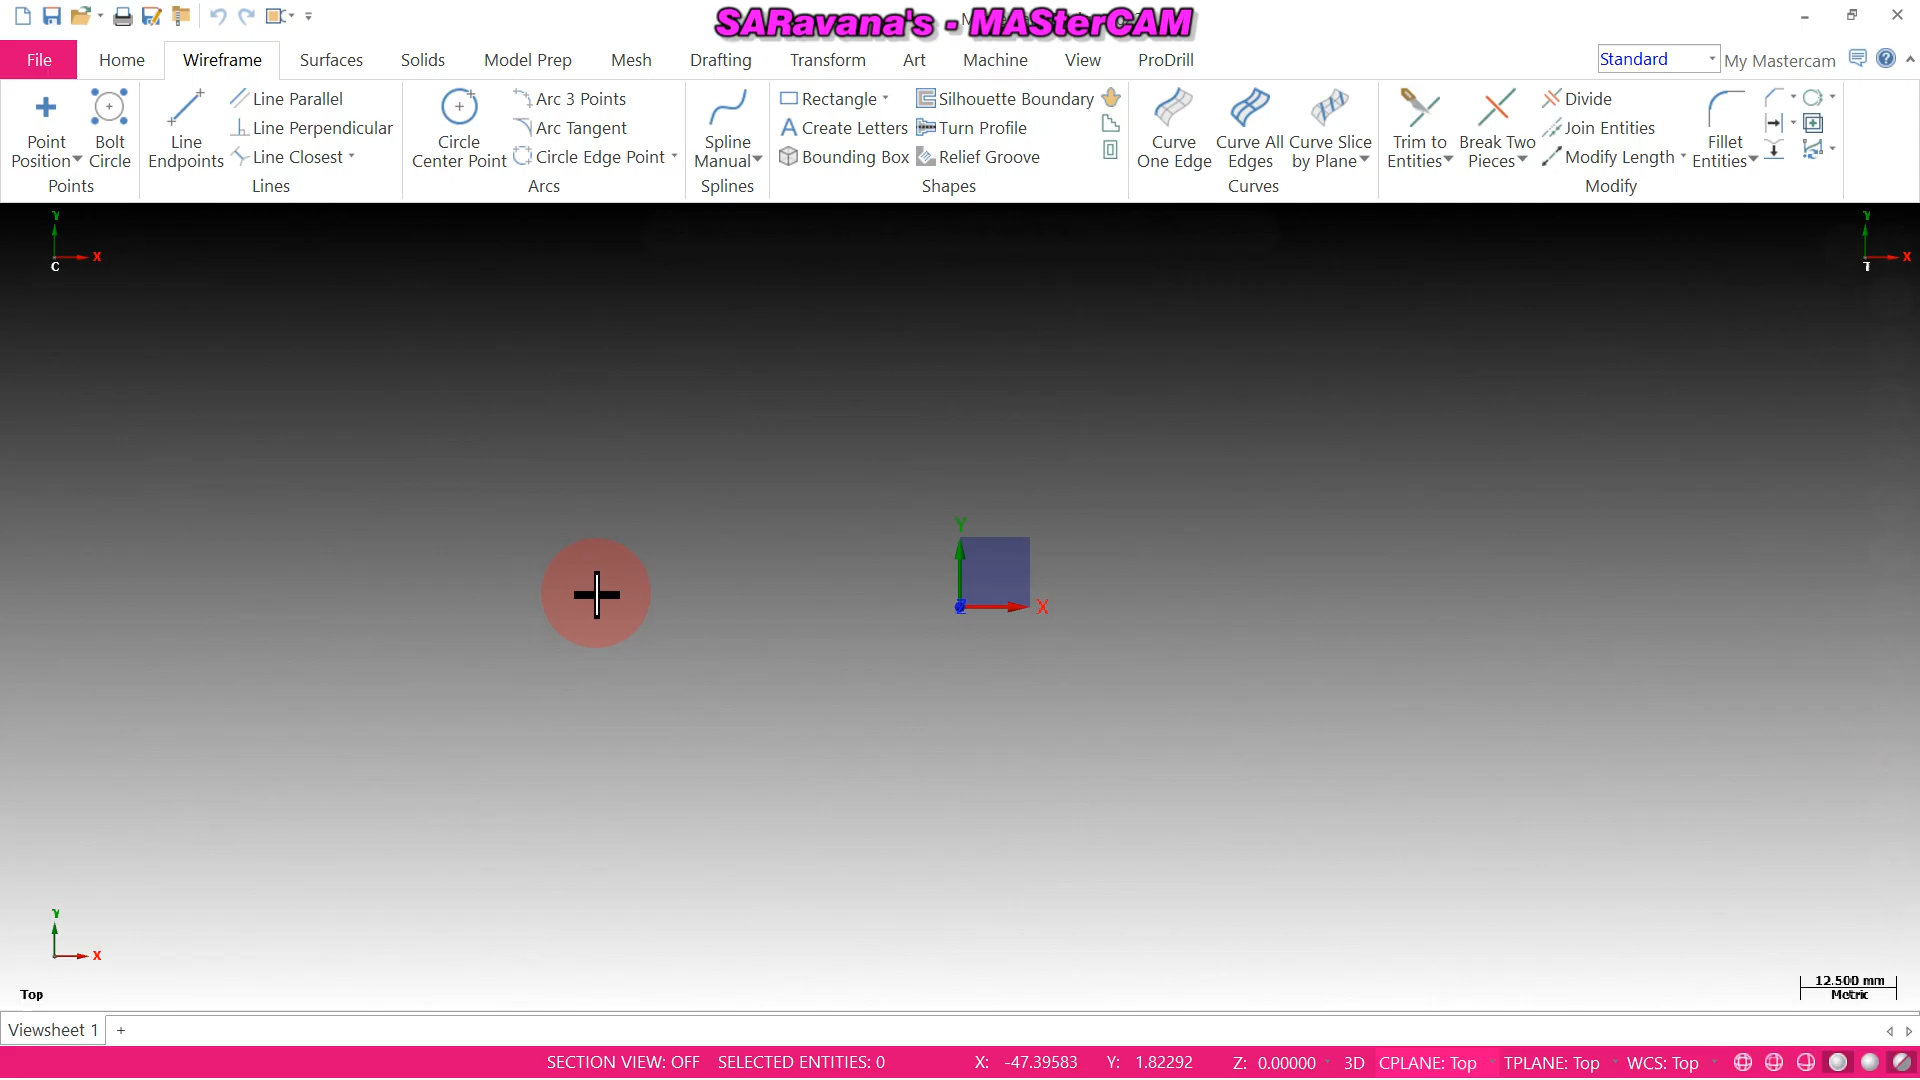 SARavana's - MASterCAM
File Home Wireframe Surfaces Solids Model Prep Mesh Drafting Transform Art Machine View ProDrill Standard My Mastercam
Point Position
Bolt Circle
Points
Line Endpoints
Line Parallel
Line Perpendicular
Line Closest
Lines
Circle Center Point
Arc 3 Points
Arc Tangent
Circle Edge Point
Arcs
Spline Manual
Splines
Rectangle
Create Letters
Bounding Box
Silhouette Boundary
Turn Profile
Relief Groove
Shapes
Curve One Edge
Curve All Edges
Curve Slice by Plane
Curves
Trim to Entities
Break Two Pieces
Divide
Join Entities
Modify Length
Fillet Entities
Modify
Y
X
C
Y
X
T
Y
X
Z
Y
X
Top
12.500 mm
Metric
Viewsheet 1 +
SECTION VIEW: OFF SELECTED ENTITIES: 0 X: -47.39583 Y: 1.82292 Z: 0.00000 3D CPLANE: Top TPLANE: Top WCS: Top